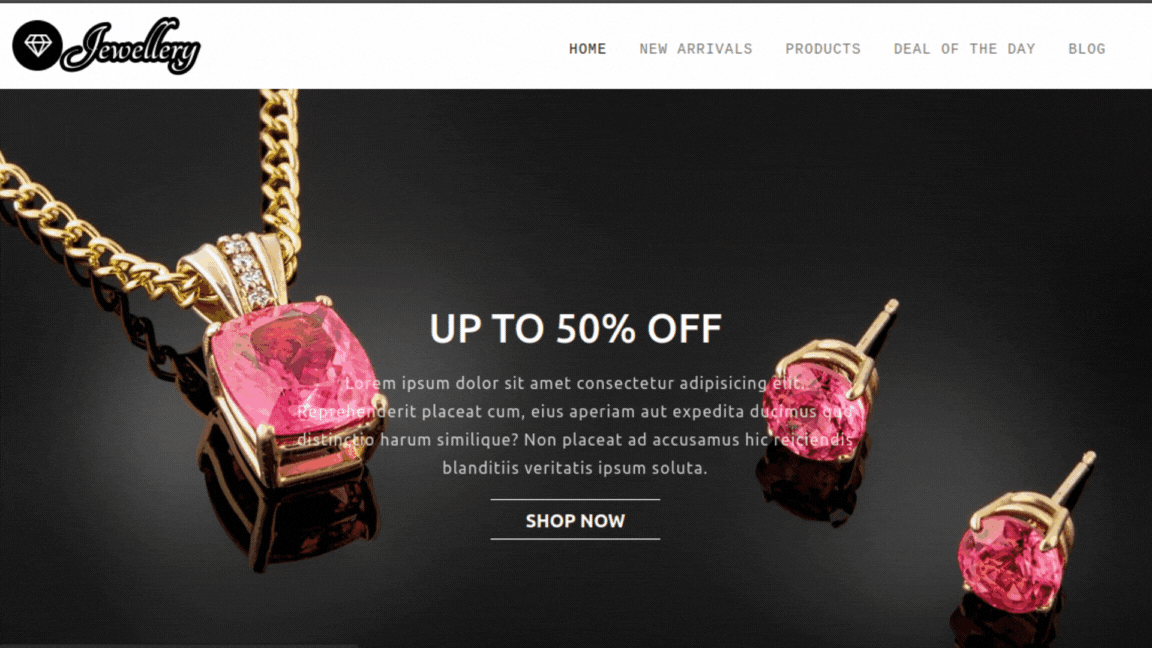 Jewellery
HOME NEW ARRIVALS PRODUCTS DEAL OF THE DAY BLOG
UP TO 50% OFF
Lorem ipsum dolor sit amet consectetur adipisicing elit.
Reprehenderit placeat cum, eius aperiam aut expedita ducimus quo
distinctio harum similique? Non placeat ad accusamus hic reiciendis
blanditiis veritatis ipsum soluta.
SHOP NOW